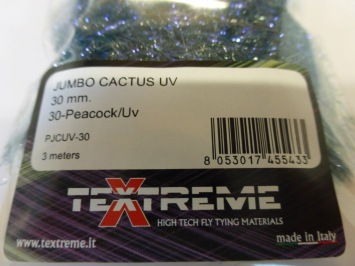 JUMBO CACTUS UV
30 mm.
30-Peacock/Uv
PJCUV-30
3 meters
8 053017 455433
TEXTREME
HIGH TECH FLY TYING MATERIALS
www.textreme.it
made in Italy